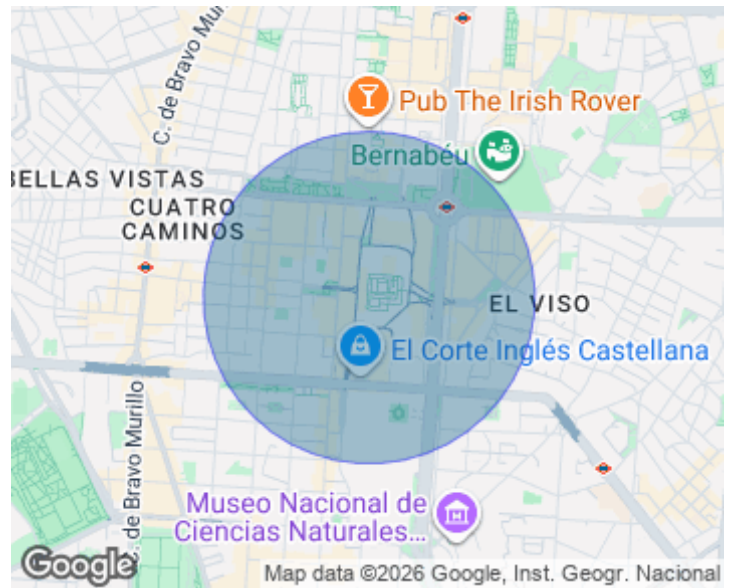 C. de Bravo Mur
Pub The Irish Rover
Bernabéu
BELLAS VISTAS
CUATRO
CAMINOS
EL VISO
El Corte Inglés Castellana
C. de Bravo Murillo
Museo Nacional de
Ciencias Naturales...
Google
Map data ©2026 Google, Inst. Geogr. Nacional